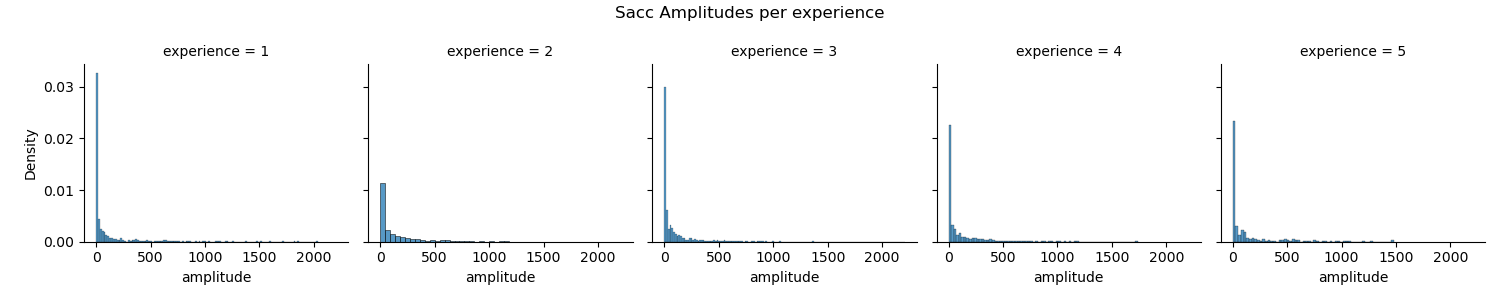 Sacc Amplitudes per experience
experience = 1
experience = 2
experience = 3
experience = 4
experience = 5
Density
0.03
0.02
0.01
0.00
0 500 1000 1500 2000
0 500 1000 1500 2000
0 500 1000 1500 2000
0 500 1000 1500 2000
0 500 1000 1500 2000
amplitude
amplitude
amplitude
amplitude
amplitude